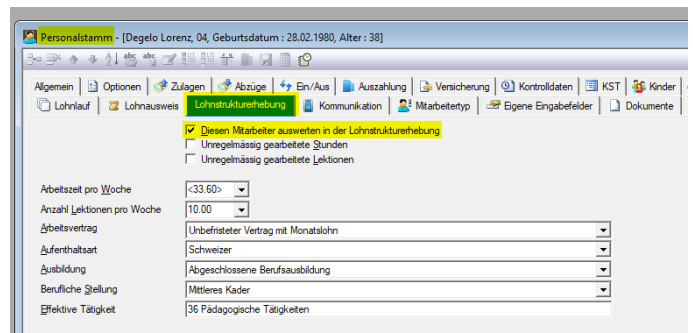 Personalstamm - [Degelo Lorenz, 04, Geburtsdatum : 28.02.1980, Alter : 38]
Allgemein Optionen Zulagen Abzüge Ein/Aus Auszahlung Versicherung Kontrolldaten KST Kinder
Lohnlauf Lohnausweis Lohnstrukturerhebung Kommunikation Mitarbeitertyp Eigene Eingabefelder Dokumente
Diesen Mitarbeiter auswerten in der Lohnstrukturerhebung
Unregelmässig gearbeitete Stunden
Unregelmässig gearbeitete Lektionen
Arbeitszeit pro Woche <33.60>
Anzahl Lektionen pro Woche 10.00
Arbeitsvertrag Unbefristeter Vertrag mit Monatslohn
Aufenthaltsart Schweizer
Ausbildung Abgeschlossene Berufsausbildung
Berufliche Stellung Mittleres Kader
Effektive Tätigkeit 36 Pädagogische Tätigkeiten